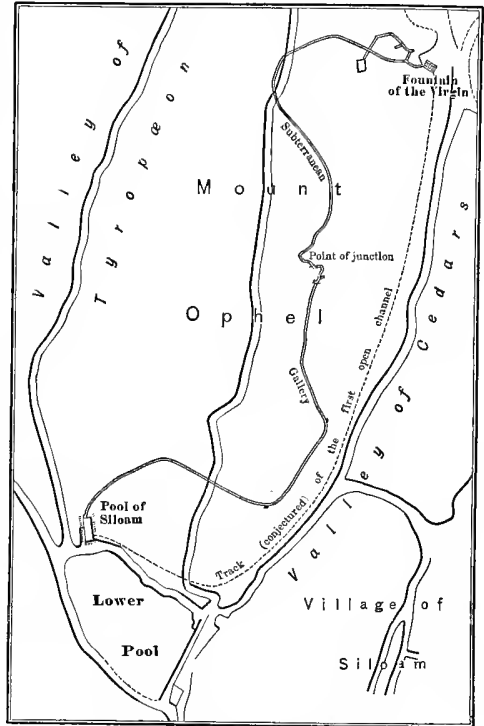 Valley of
Tyropœon
Fountain
of the Virgin
Subterranean
Mount
Point of junction
Ophel
Gallery
Valley of Cedars
Track (conjectured) of the first open channel
Pool of
Siloam
Lower
Pool
Village of
Siloam